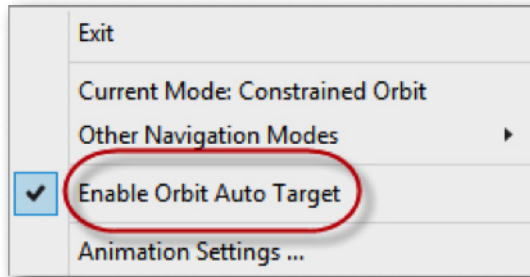 Exit
Current Mode: Constrained Orbit
Other Navigation Modes
Enable Orbit Auto Target
Animation Settings ...